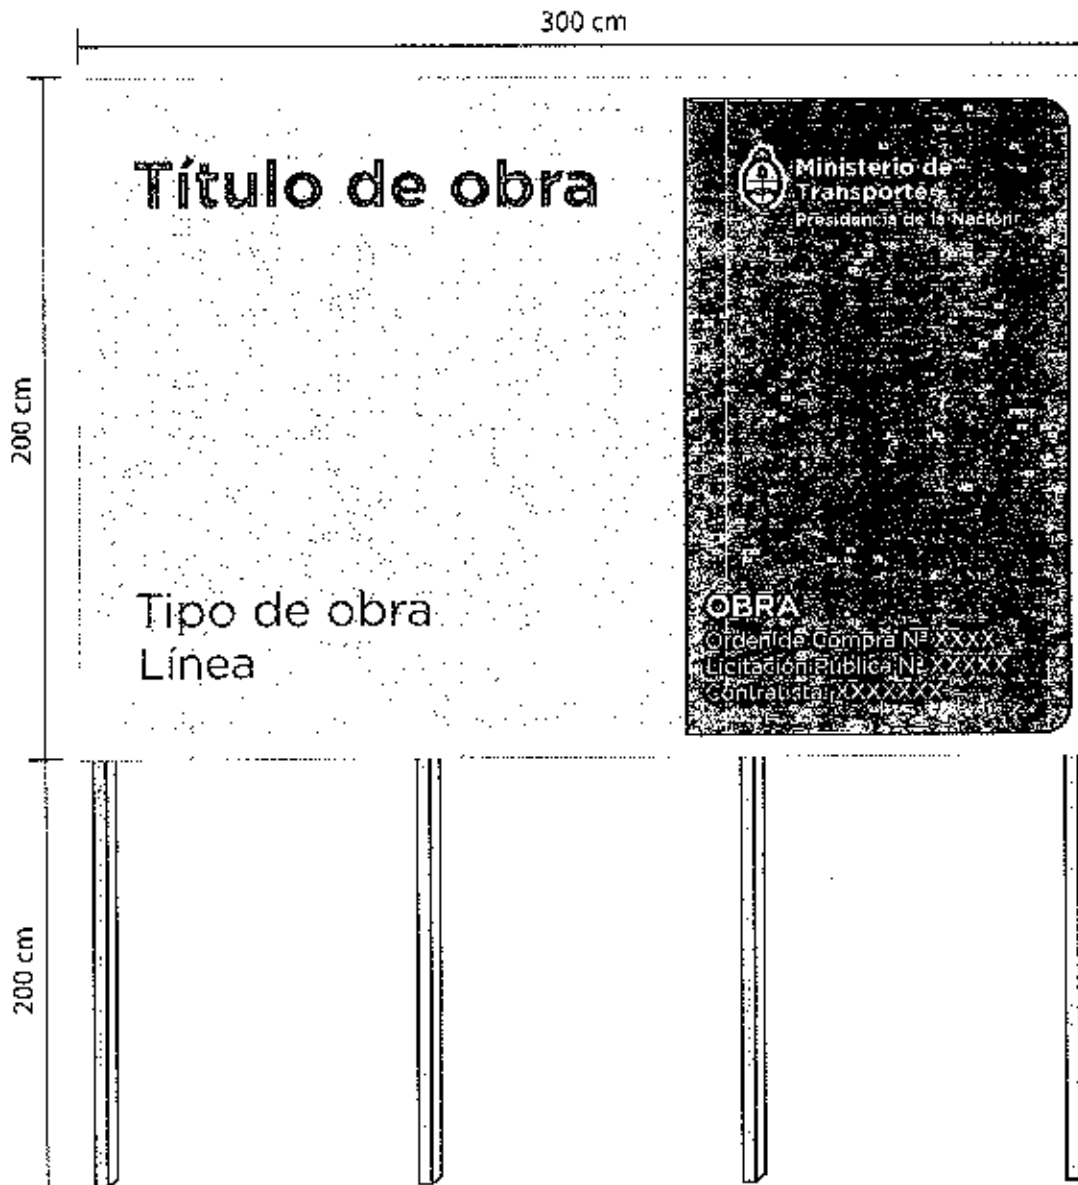 300 cm
200 cm
Título de obra
Ministerio de
Transporte
Presidencia de la Nación
Tipo de obra
Línea
OBRA
Orden de Compra Nº XXXX
Licitación Pública Nº XXXXX
Contratista: XXXXXXX
200 cm